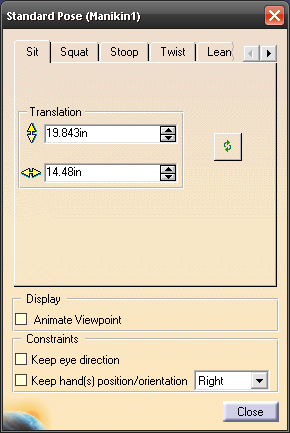 Standard Pose (Manikin1)
Sit Squat Stoop Twist Lean
Translation
19.843in
14.48in
Display
Animate Viewpoint
Constraints
Keep eye direction
Keep hand(s) position/orientation Right
Close